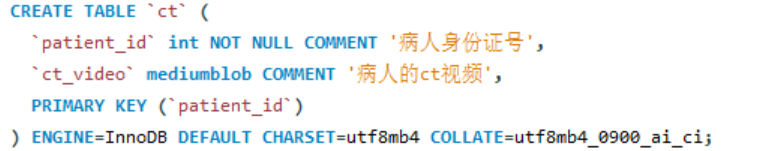 CREATE TABLE `ct` (
  `patient_id` int NOT NULL COMMENT '病人身份证号',
  `ct_video` mediumblob COMMENT '病人的ct视频',
  PRIMARY KEY (`patient_id`)
) ENGINE=InnoDB DEFAULT CHARSET=utf8mb4 COLLATE=utf8mb4_0900_ai_ci;